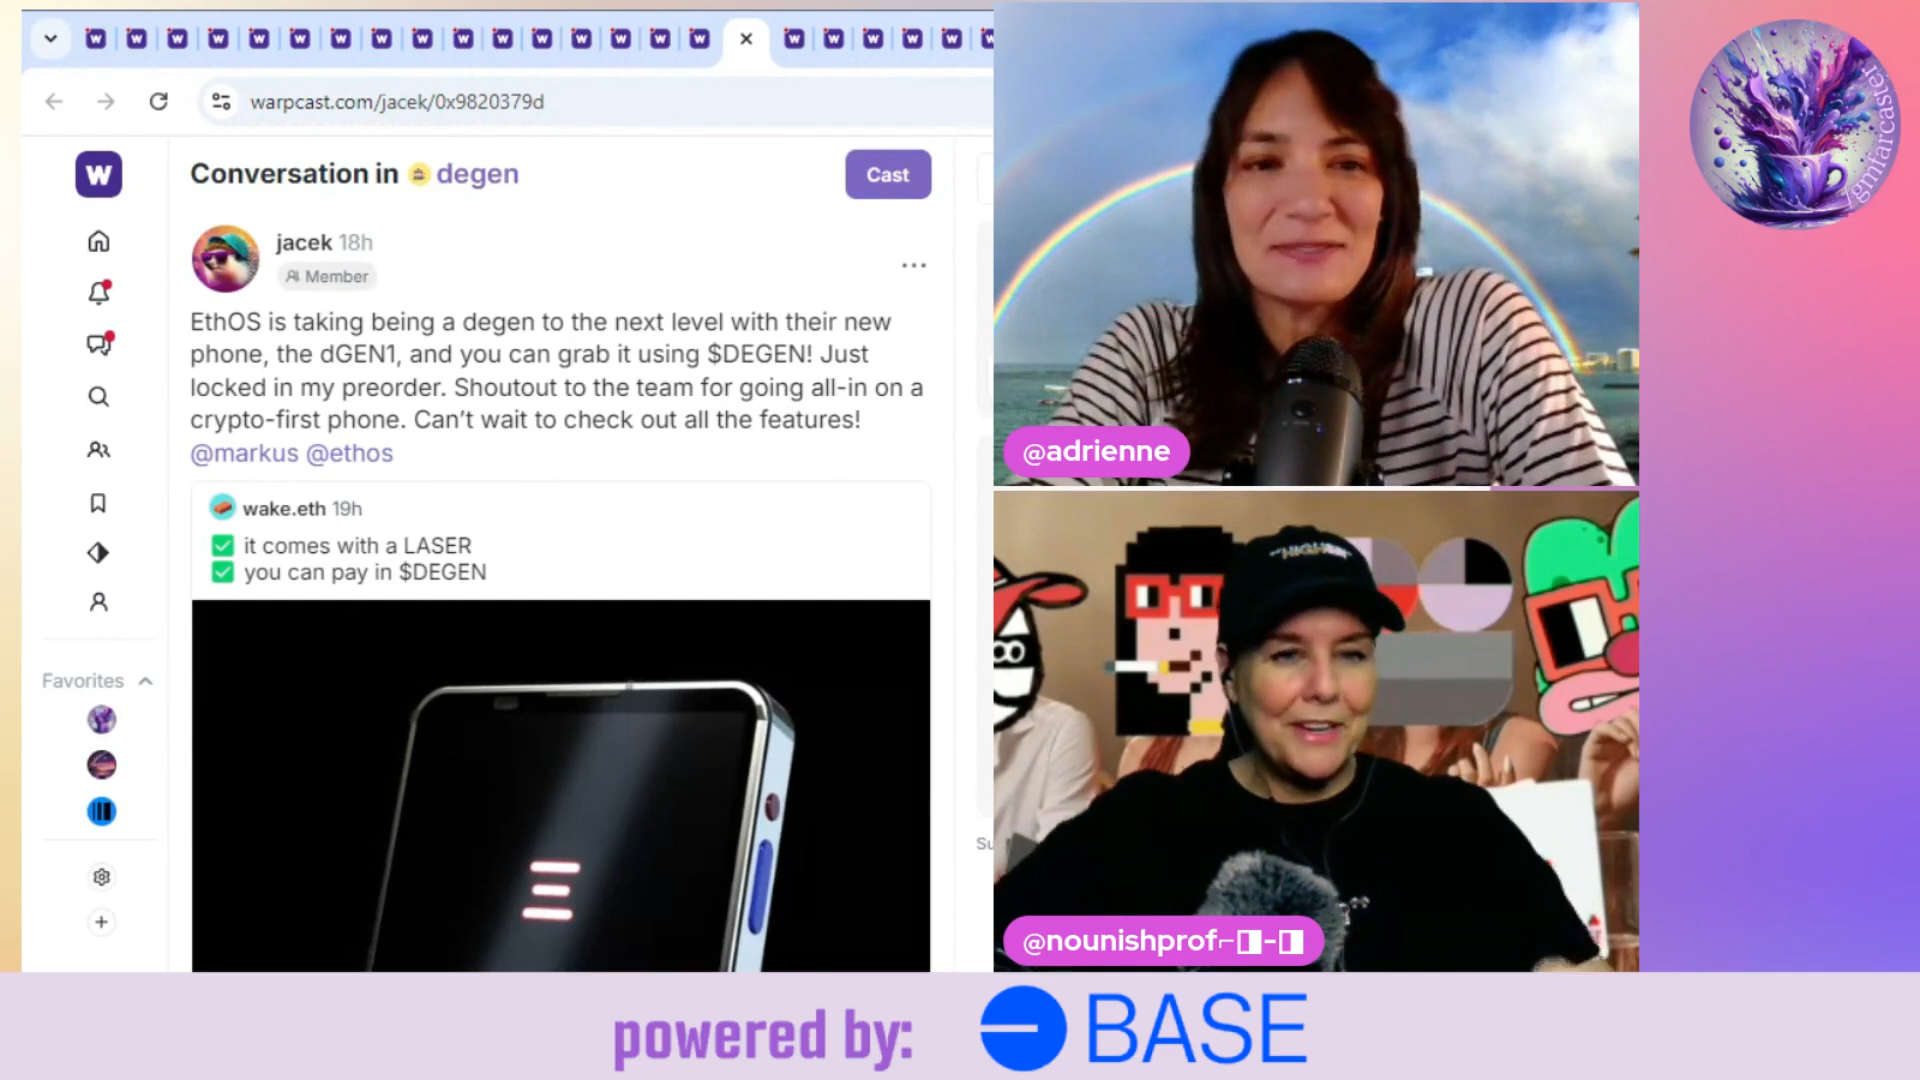 warpcast.com/jacek/0x9820379d
Conversation in degen
Cast
jacek 18h
Member
EthOS is taking being a degen to the next level with their new
phone, the dGEN1, and you can grab it using $DEGEN! Just
locked in my preorder. Shoutout to the team for going all-in on a
crypto-first phone. Can’t wait to check out all the features!
@markus @ethos
wake.eth 19h
✅ it comes with a LASER
✅ you can pay in $DEGEN
Favorites
Su
@adrienne
"HIGHER"
@nounishprof⌐◨-◨
/gmfarcaster
powered by:
BASE